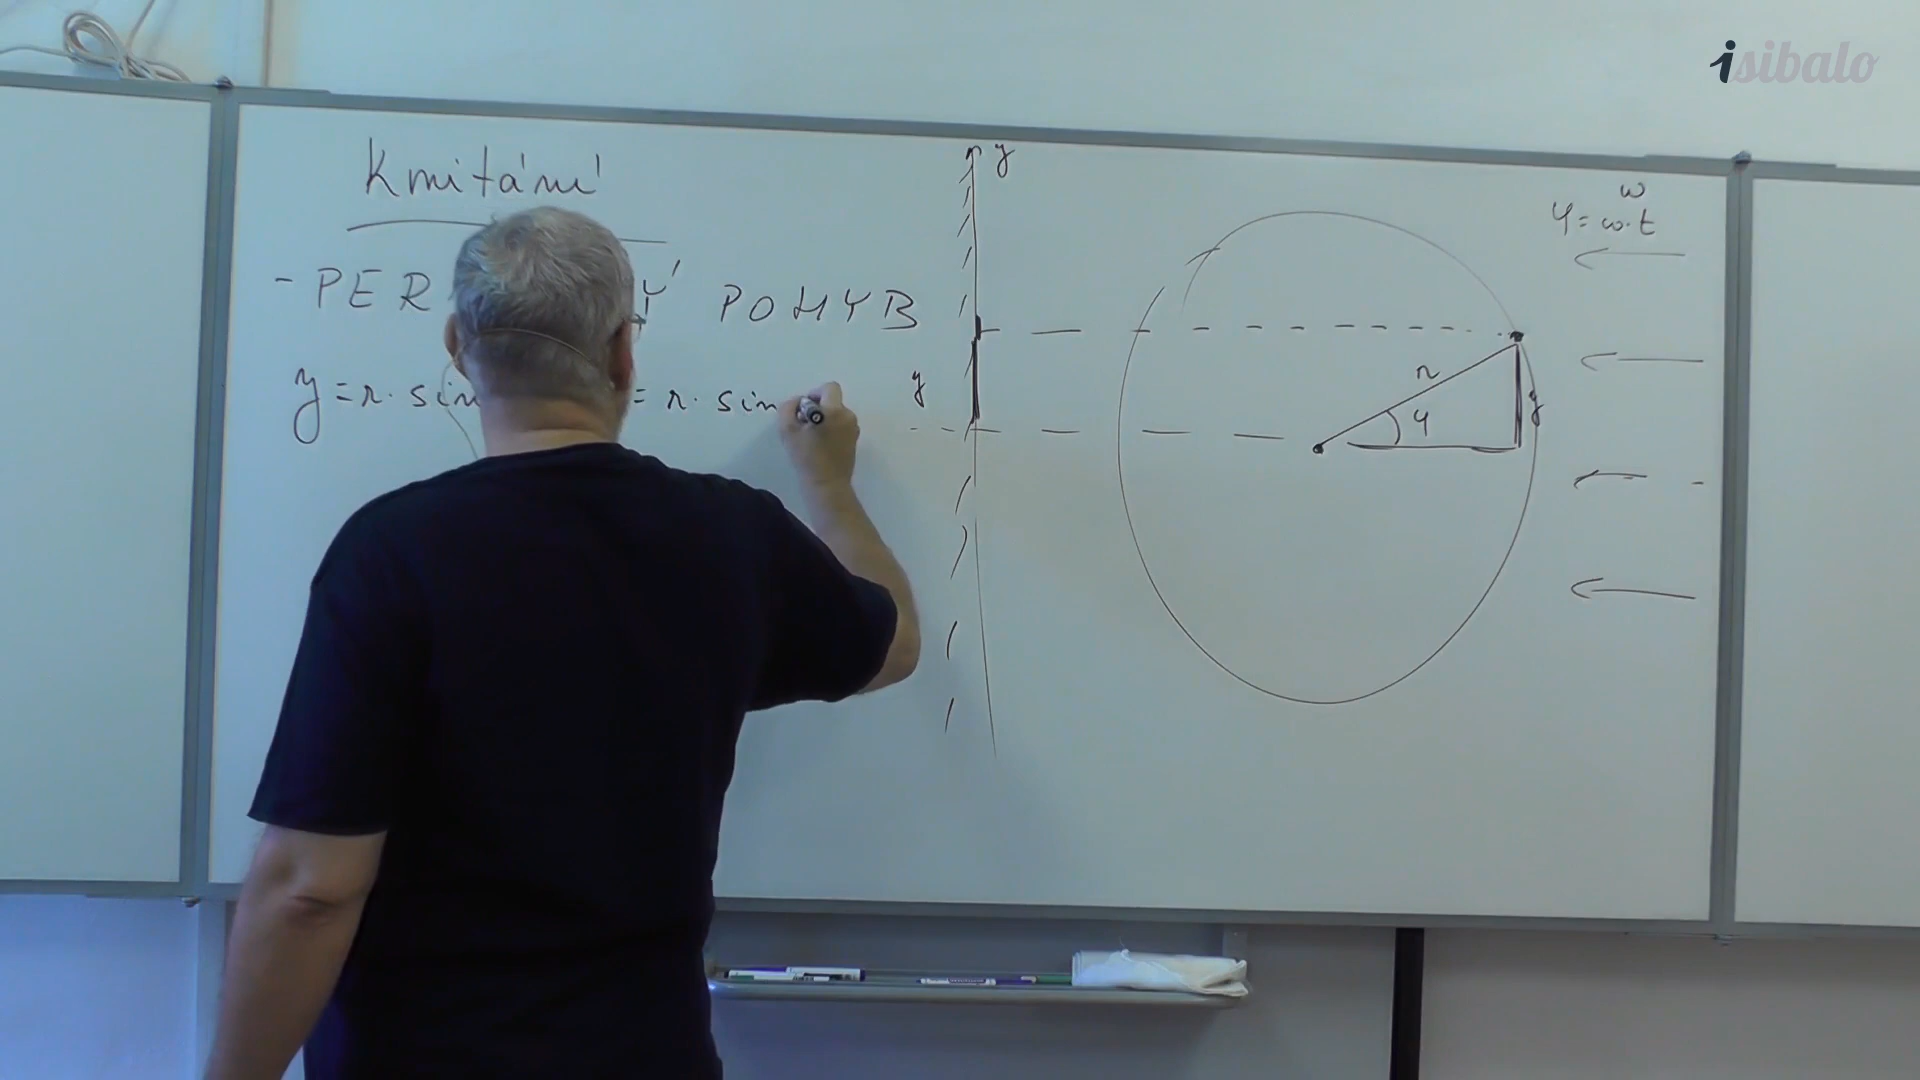 isibalo
Kmitání
- PER Ý POHYB
y = r · sin = r · sin
y
y
r
φ
y
ω
φ = ω · t